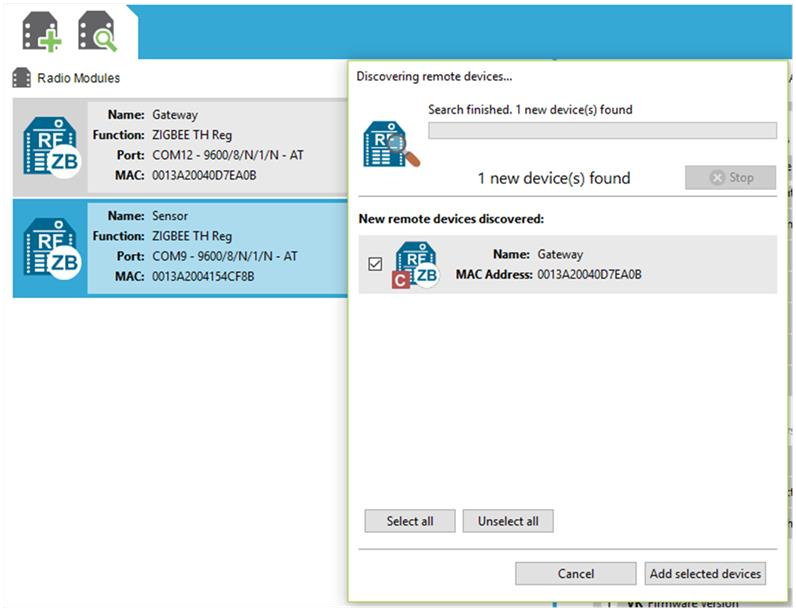 Radio Modules
Name: Gateway
Function: ZIGBEE TH Reg
Port: COM12 - 9600/8/N/1/N - AT
MAC: 0013A20040D7EA0B
RF
ZB
Name: Sensor
Function: ZIGBEE TH Reg
Port: COM9 - 9600/8/N/1/N - AT
MAC: 0013A2004154CF8B
RF
ZB
Discovering remote devices...
Search finished. 1 new device(s) found
RF
1 new device(s) found
Stop
New remote devices discovered:
RF
C ZB
Name: Gateway
MAC Address: 0013A20040D7EA0B
Select all
Unselect all
Cancel
Add selected devices
VR Firmware Version